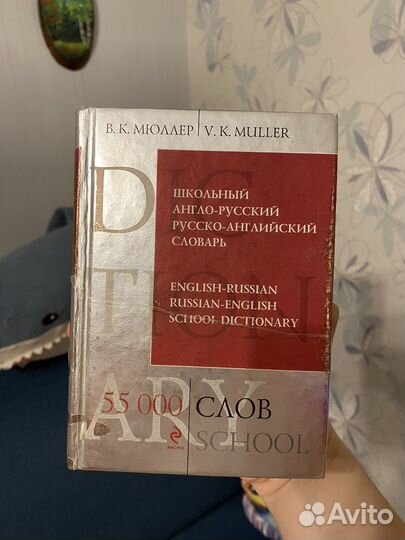 В. К. МЮЛЛЕР V. K. MULLER
DIC
TION
ARY
ШКОЛЬНЫЙ
АНГЛО-РУССКИЙ
РУССКО-АНГЛИЙСКИЙ
СЛОВАРЬ
ENGLISH-RUSSIAN
RUSSIAN-ENGLISH
SCHOOL DICTIONARY
55 000 СЛОВ
SCHOOL
ЭКСМО
Avito